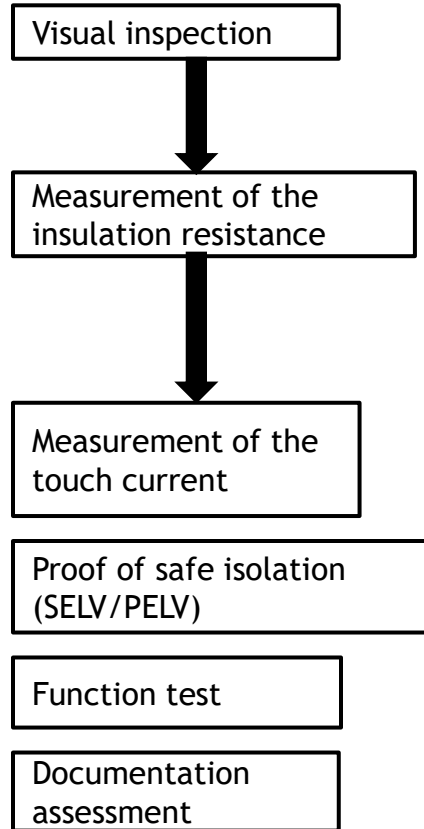 Visual inspection
Measurement of the
insulation resistance
Measurement of the
touch current
Proof of safe isolation
(SELV/PELV)
Function test
Documentation
assessment